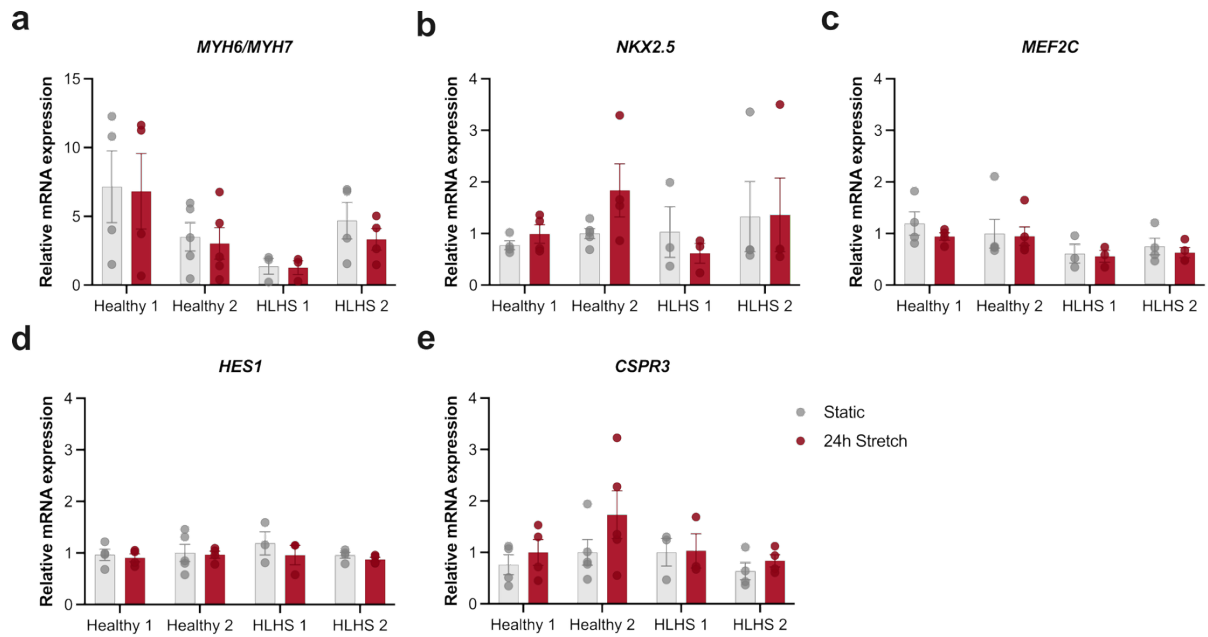 a
MYH6/MYH7
Relative mRNA expression
15
10
5
0
Healthy 1 Healthy 2 HLHS 1 HLHS 2
b
NKX2.5
Relative mRNA expression
4
3
2
1
0
Healthy 1 Healthy 2 HLHS 1 HLHS 2
c
MEF2C
Relative mRNA expression
4
3
2
1
0
Healthy 1 Healthy 2 HLHS 1 HLHS 2
d
HES1
Relative mRNA expression
4
3
2
1
0
Healthy 1 Healthy 2 HLHS 1 HLHS 2
e
CSPR3
Relative mRNA expression
4
3
2
1
0
Healthy 1 Healthy 2 HLHS 1 HLHS 2
Static
24h Stretch